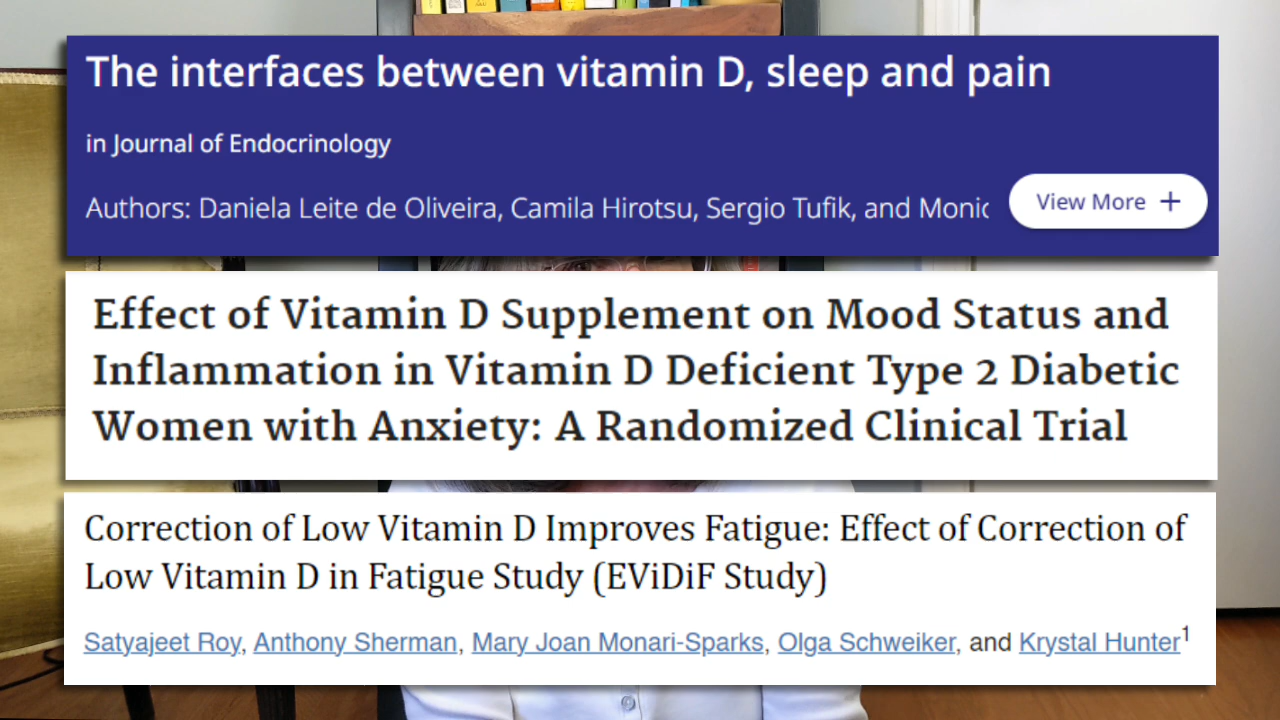 The interfaces between vitamin D, sleep and pain
in Journal of Endocrinology
Authors: Daniela Leite de Oliveira, Camila Hirotsu, Sergio Tufik, and
View More +
Effect of Vitamin D Supplement on Mood Status and
Inflammation in Vitamin D Deficient Type 2 Diabetic
Women with Anxiety: A Randomized Clinical Trial
Correction of Low Vitamin D Improves Fatigue: Effect of Correction of
Low Vitamin D in Fatigue Study (EViDiF Study)
Satyajeet Roy, Anthony Sherman, Mary Joan Monari-Sparks, Olga Schweiker, and Krystal Hunter1